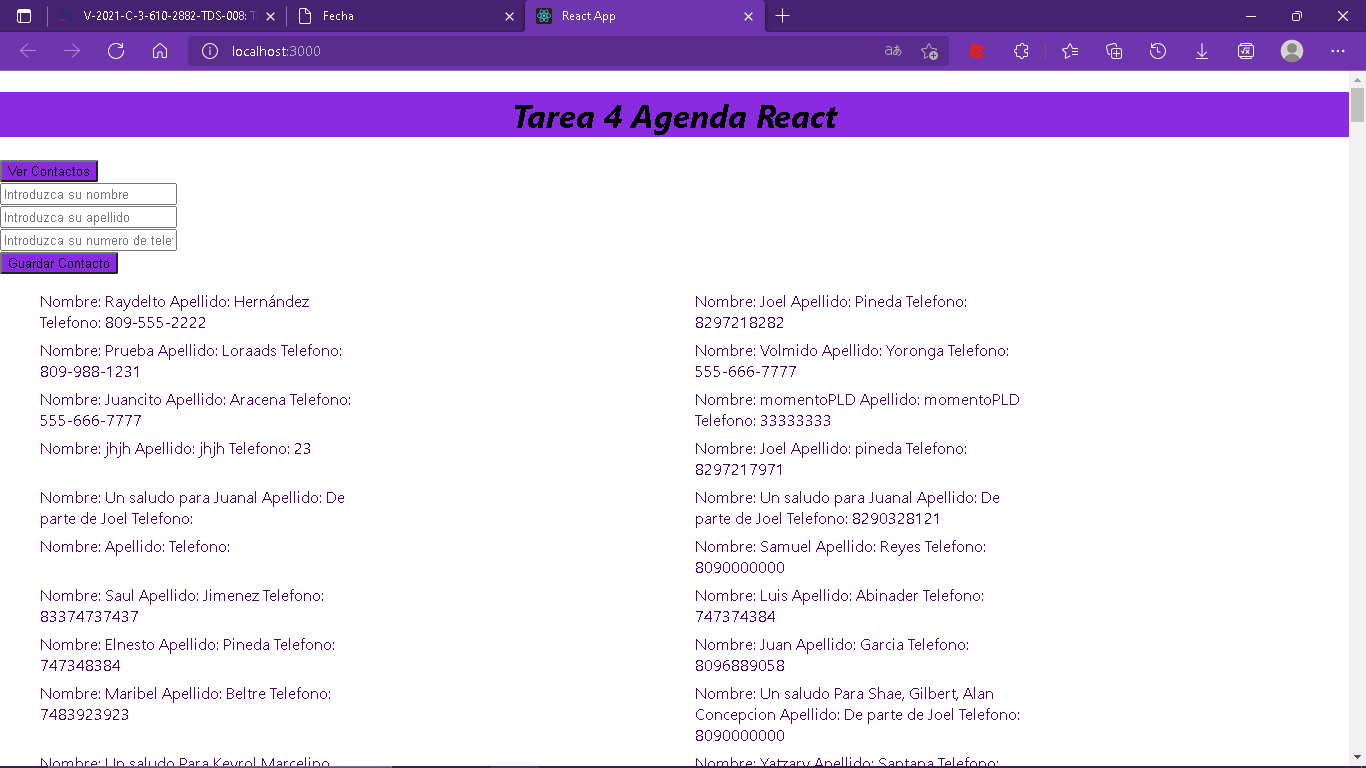 V-2021-C-3-610-2882-TDS-008: T
Fecha
React App
localhost:3000
Tarea 4 Agenda React
Ver Contactos
Introduzca su nombre
Introduzca su apellido
Introduzca su numero de tele
Guardar Contacto
Nombre: Raydelto Apellido: Hernández
Telefono: 809-555-2222
Nombre: Joel Apellido: Pineda Telefono:
8297218282
Nombre: Prueba Apellido: Loraads Telefono:
809-988-1231
Nombre: Volmido Apellido: Yoronga Telefono:
555-666-7777
Nombre: Juancito Apellido: Aracena Telefono:
555-666-7777
Nombre: momentoPLD Apellido: momentoPLD
Telefono: 33333333
Nombre: jhjh Apellido: jhjh Telefono: 23
Nombre: Joel Apellido: pineda Telefono:
8297217971
Nombre: Un saludo para Juanal Apellido: De
parte de Joel Telefono:
Nombre: Un saludo para Juanal Apellido: De
parte de Joel Telefono: 8290328121
Nombre: Apellido: Telefono:
Nombre: Samuel Apellido: Reyes Telefono:
8090000000
Nombre: Saul Apellido: Jimenez Telefono:
83374737437
Nombre: Luis Apellido: Abinader Telefono:
747374384
Nombre: Elnesto Apellido: Pineda Telefono:
747348384
Nombre: Juan Apellido: Garcia Telefono:
8096889058
Nombre: Maribel Apellido: Beltre Telefono:
7483923923
Nombre: Un saludo Para Shae, Gilbert, Alan
Concepcion Apellido: De parte de Joel Telefono:
8090000000
Nombre: Un saludo Para Keyrol Marcelino
Nombre: Yatzary Apellido: Santana Telefono: